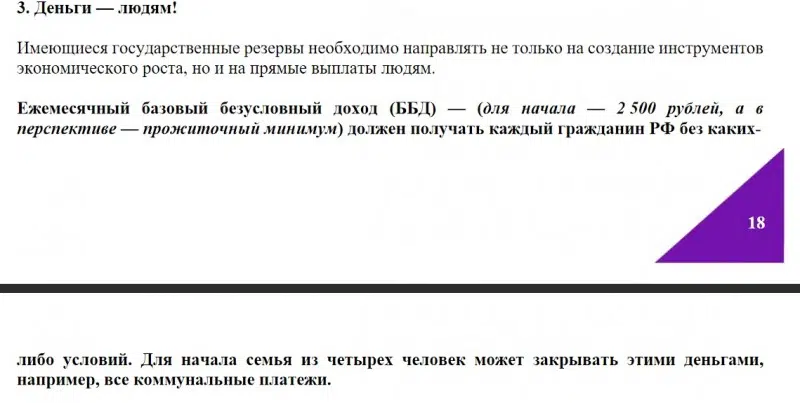 3. Деньги — людям!
Имеющиеся государственные резервы необходимо направлять не только на создание инструментов
экономического роста, но и на прямые выплаты людям.
Ежемесячный базовый безусловный доход (ББД) — (для начала — 2 500 рублей, а в
перспективе — прожиточный минимум) должен получать каждый гражданин РФ без каких-
18
либо условий. Для начала семья из четырех человек может закрывать этими деньгами,
например, все коммунальные платежи.